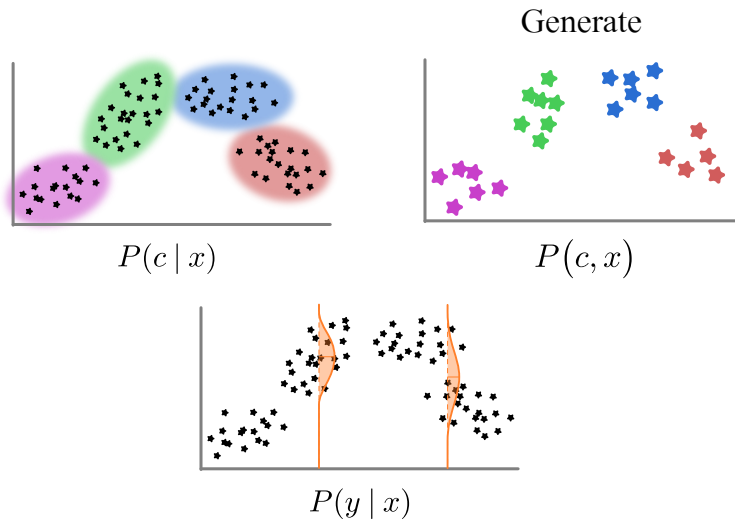 Generate
P(c | x)
P(c, x)
P(y | x)